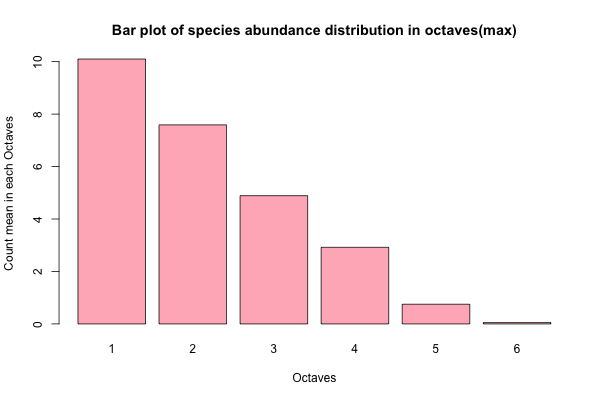 Bar plot of species abundance distribution in octaves(max)
Count mean in each Octaves
10
8
6
4
2
0
1 2 3 4 5 6
Octaves